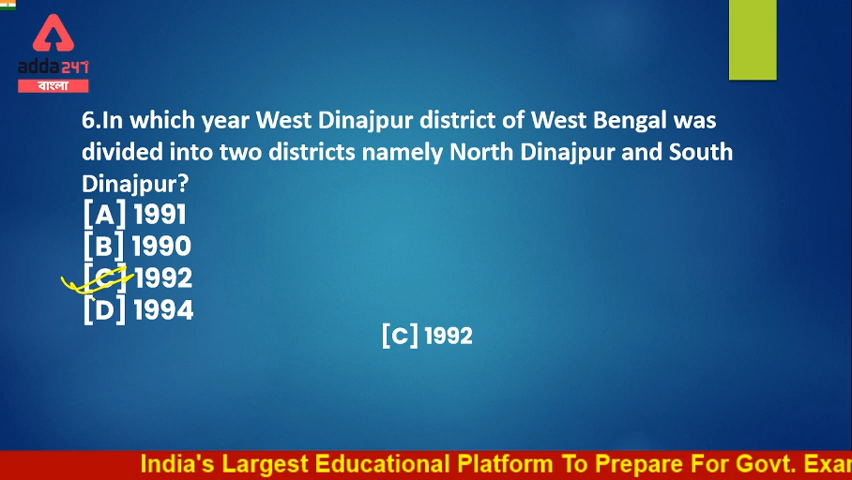 adda247
বাংলা
6.In which year West Dinajpur district of West Bengal was
divided into two districts namely North Dinajpur and South
Dinajpur?
[A] 1991
[B] 1990
[C] 1992
[D] 1994
[C] 1992
India's Largest Educational Platform To Prepare For Govt. Exa